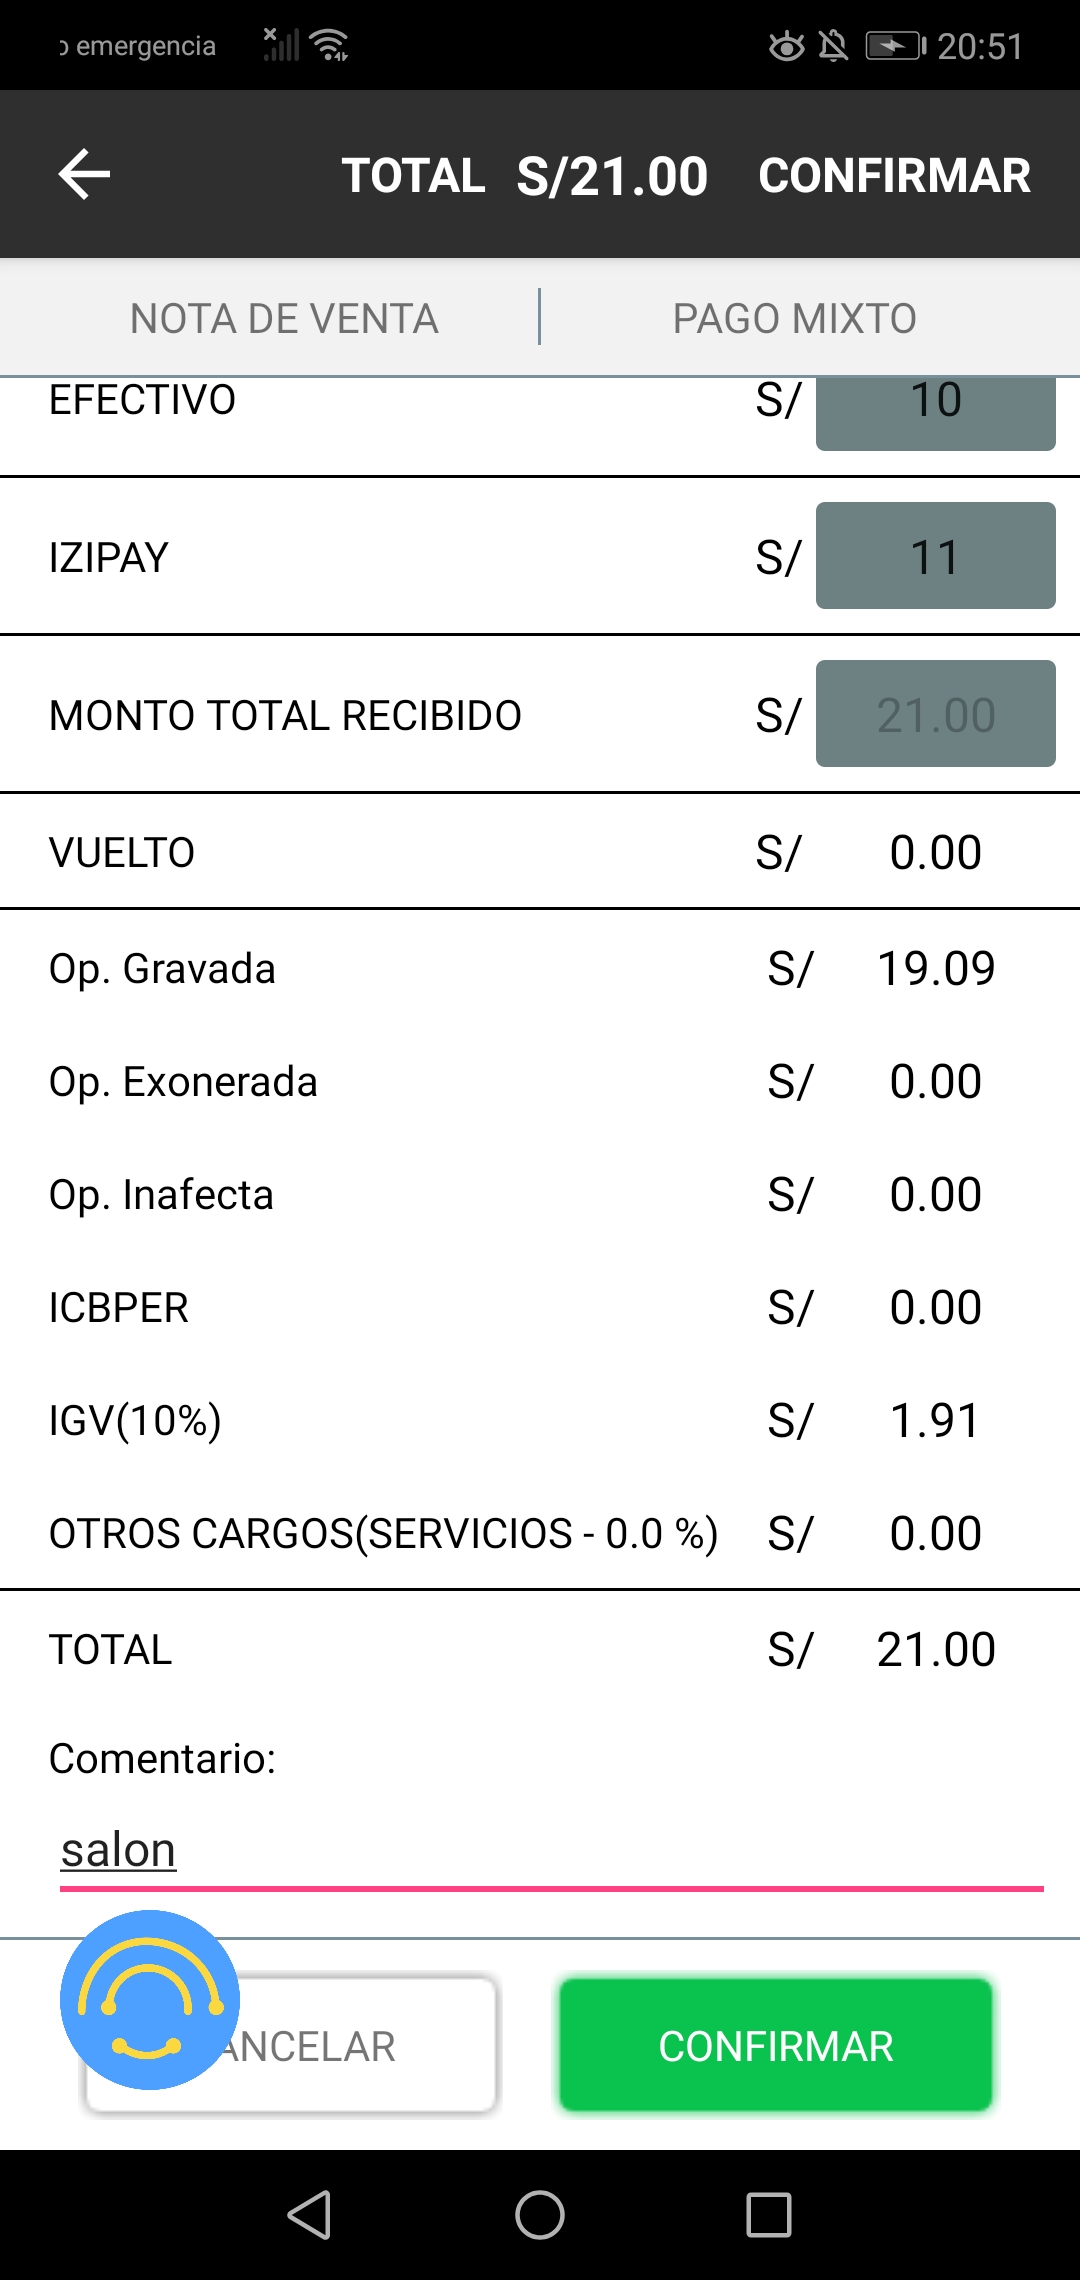 emergencia 20:51
TOTAL S/21.00 CONFIRMAR
NOTA DE VENTA PAGO MIXTO
EFECTIVO S/ 10
IZIPAY S/ 11
MONTO TOTAL RECIBIDO S/ 21.00
VUELTO S/ 0.00
Op. Gravada S/ 19.09
Op. Exonerada S/ 0.00
Op. Inafecta S/ 0.00
ICBPER S/ 0.00
IGV(10%) S/ 1.91
OTROS CARGOS(SERVICIOS - 0.0 %) S/ 0.00
TOTAL S/ 21.00
Comentario:
salon
ANCELAR CONFIRMAR